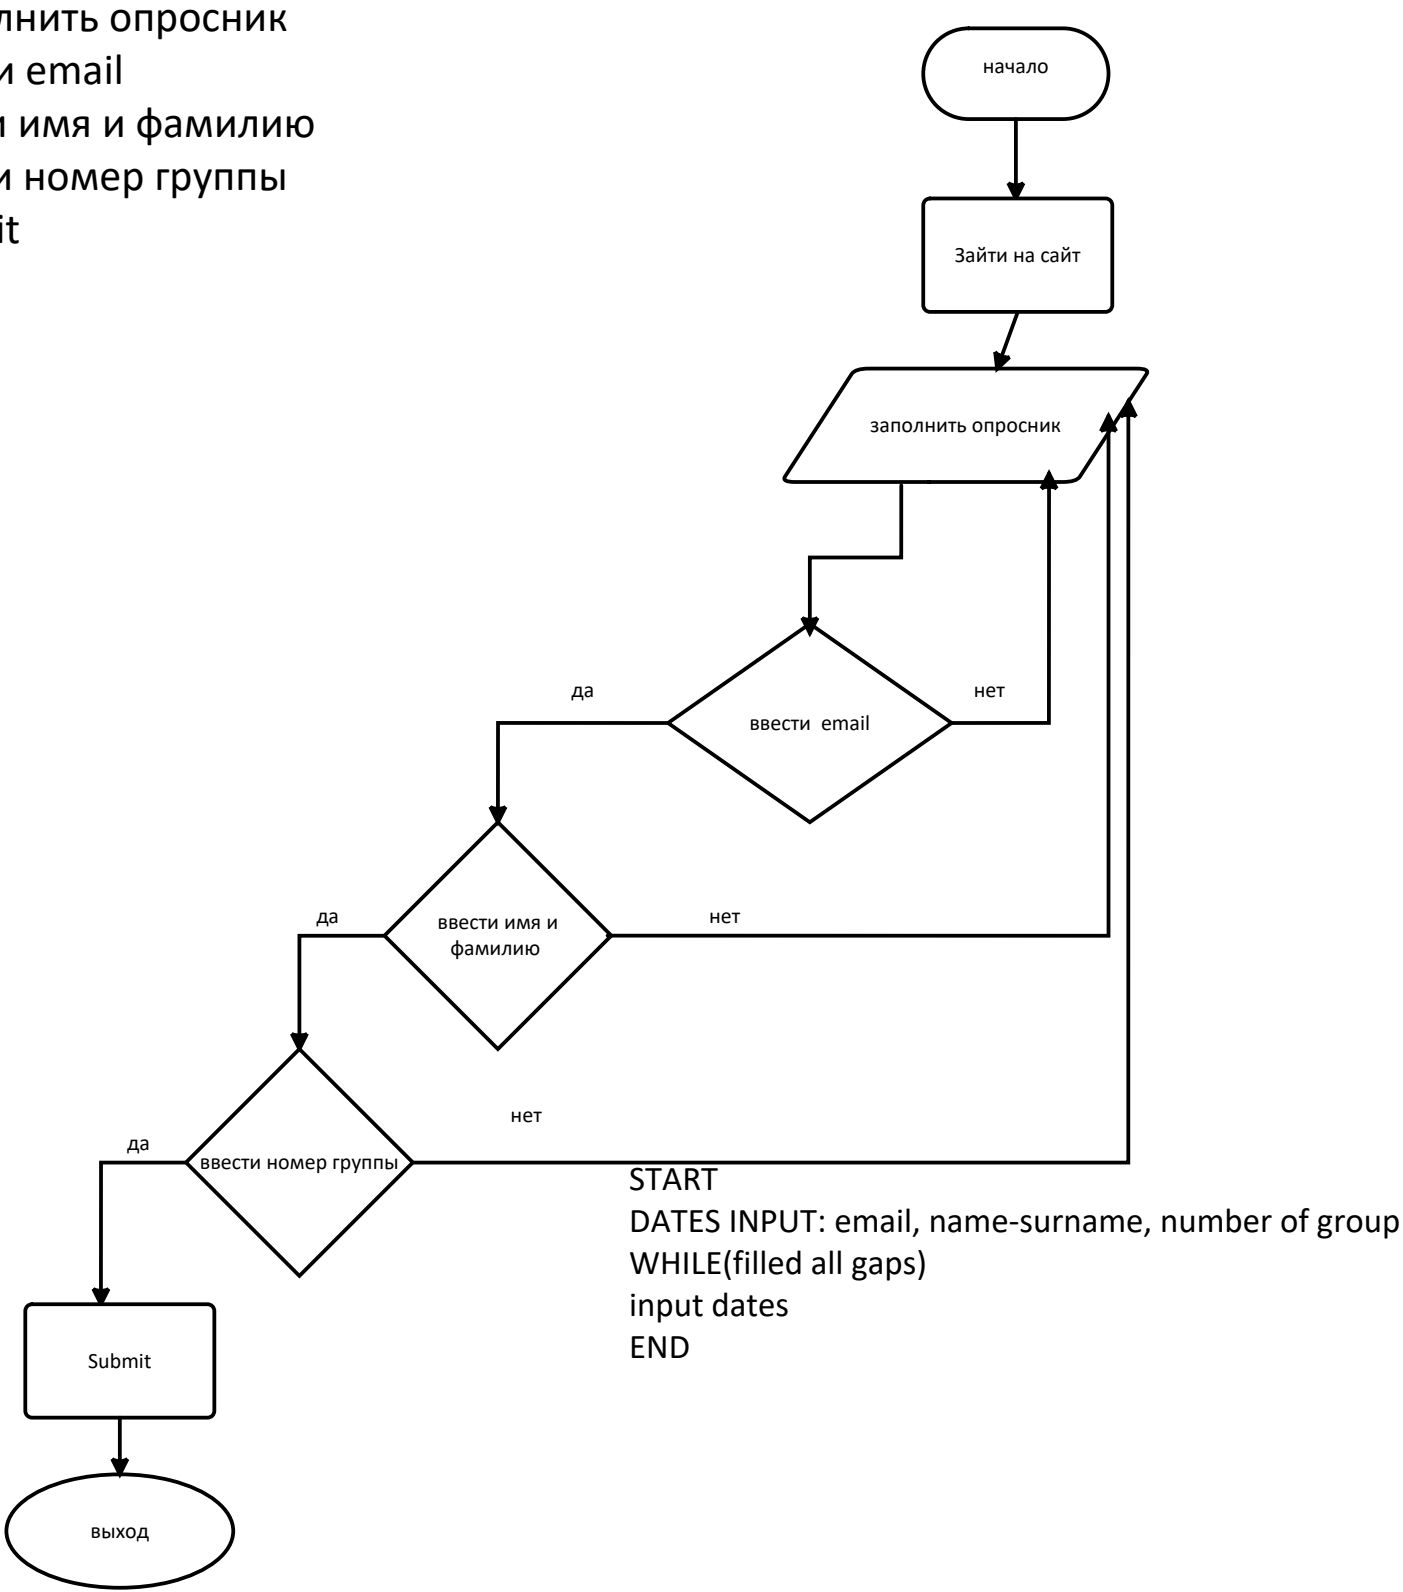 лнить опросник
и email
и имя и фамилию
и номер группы
it
начало
Зайти на сайт
заполнить опросник
да
нет
ввести email
да
нет
ввести имя и
фамилию
да
нет
ввести номер группы
START
DATES INPUT: email, name-surname, number of group
WHILE(filled all gaps)
input dates
END
Submit
выход